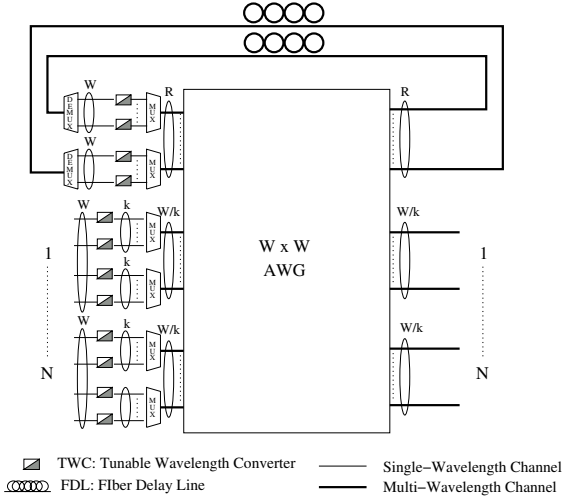 W
R
R
DEMUX
MUX
W
DEMUX
MUX
W
k
W/k
W/k
MUX
1
k
W x W
AWG
1
MUX
W
k
W/k
W/k
MUX
N
k
N
MUX
TWC: Tunable Wavelength Converter
Single-Wavelength Channel
FDL: FIber Delay Line
Multi-Wavelength Channel